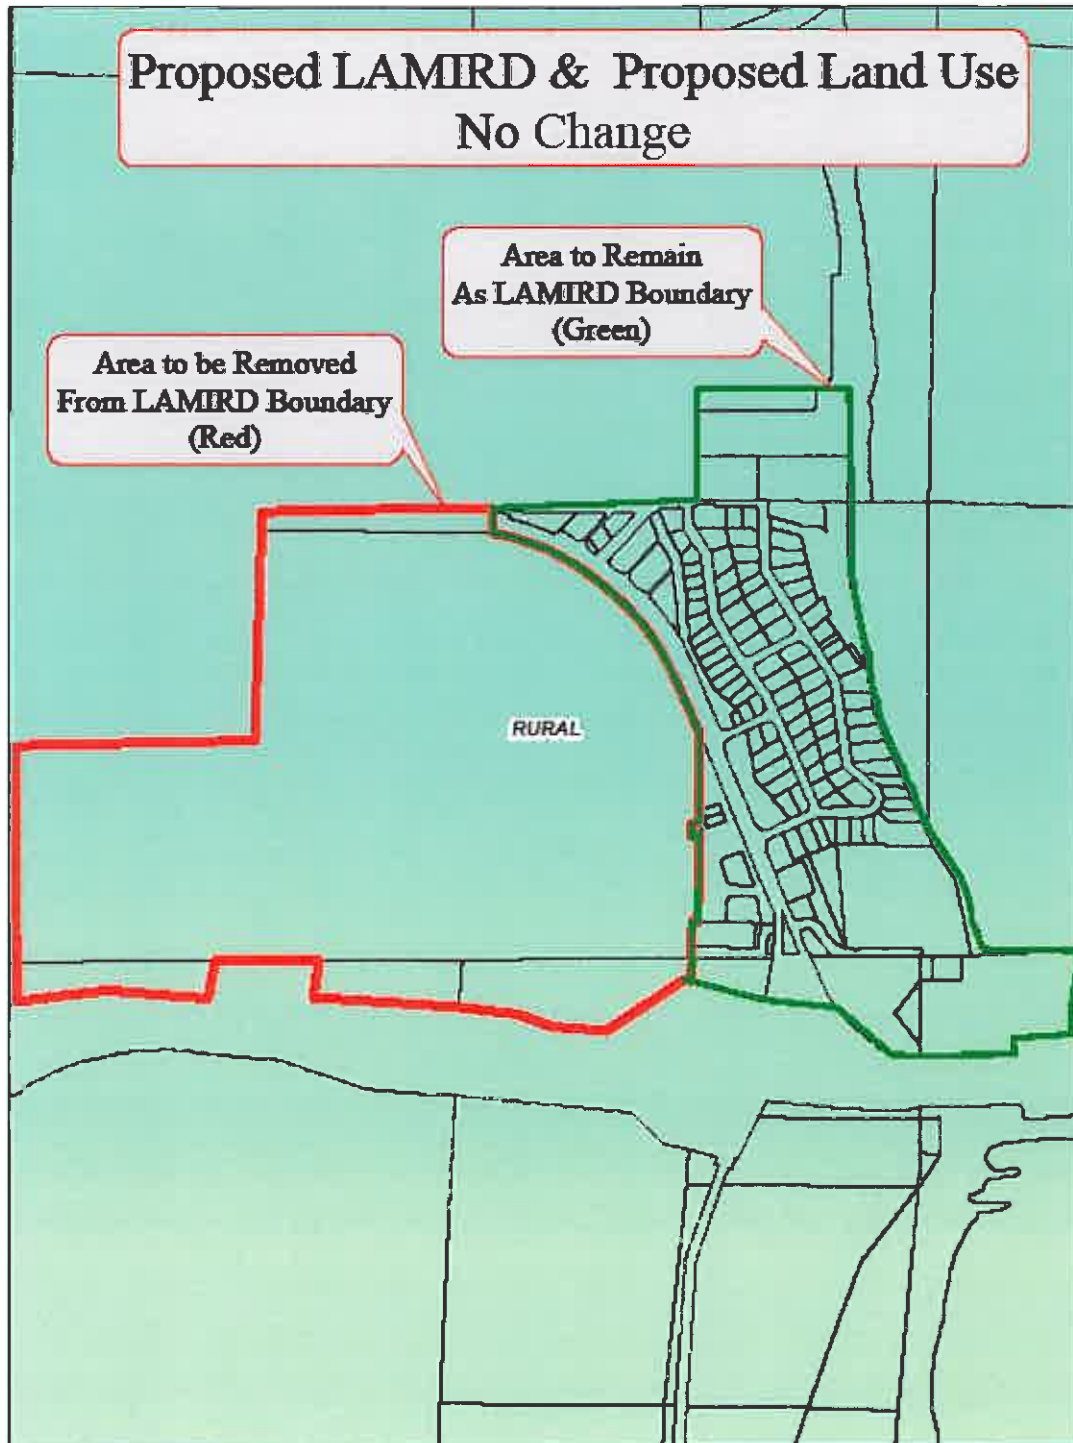 Proposed LAMIRD & Proposed Land Use
No Change
Area to Remain
As LAMIRD Boundary
(Green)
Area to be Removed
From LAMIRD Boundary
(Red)
RURAL